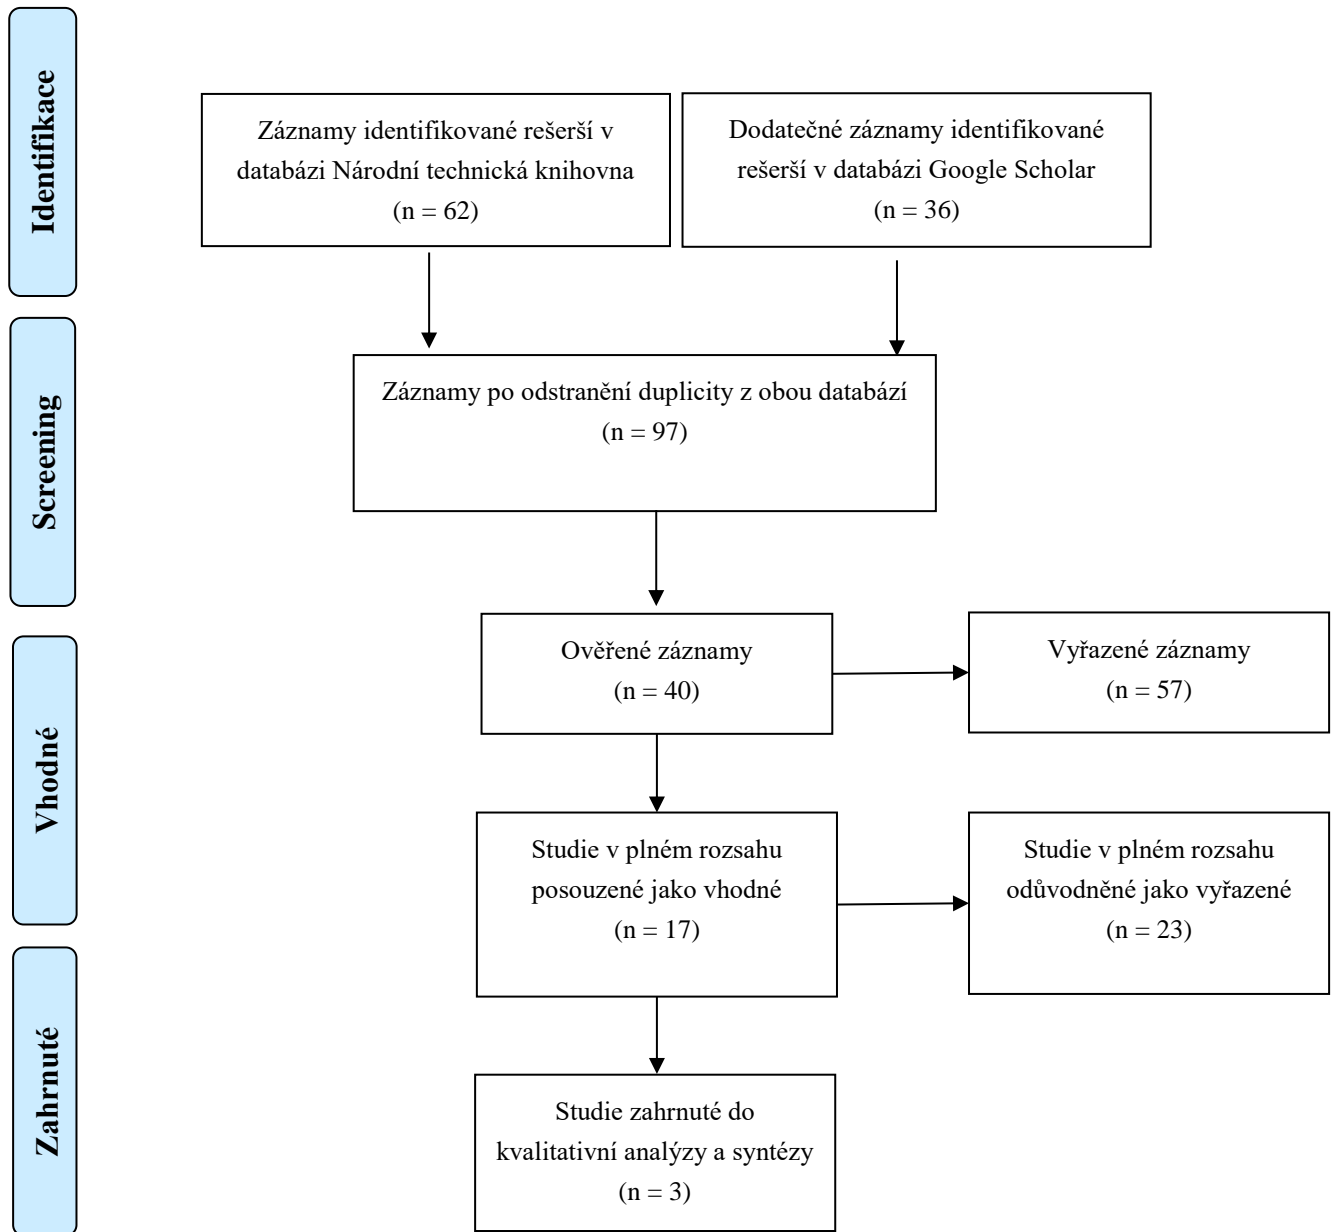 Identifikace
Záznamy identifikované rešerší v
databázi Národní technická knihovna
(n = 62)
Dodatečné záznamy identifikované
rešerší v databázi Google Scholar
(n = 36)
Screening
Záznamy po odstranění duplicity z obou databází
(n = 97)
Vhodné
Ověřené záznamy
(n = 40)
Vyřazené záznamy
(n = 57)
Studie v plném rozsahu
posouzené jako vhodné
(n = 17)
Studie v plném rozsahu
odůvodněné jako vyřazené
(n = 23)
Zahrnuté
Studie zahrnuté do
kvalitativní analýzy a syntézy
(n = 3)